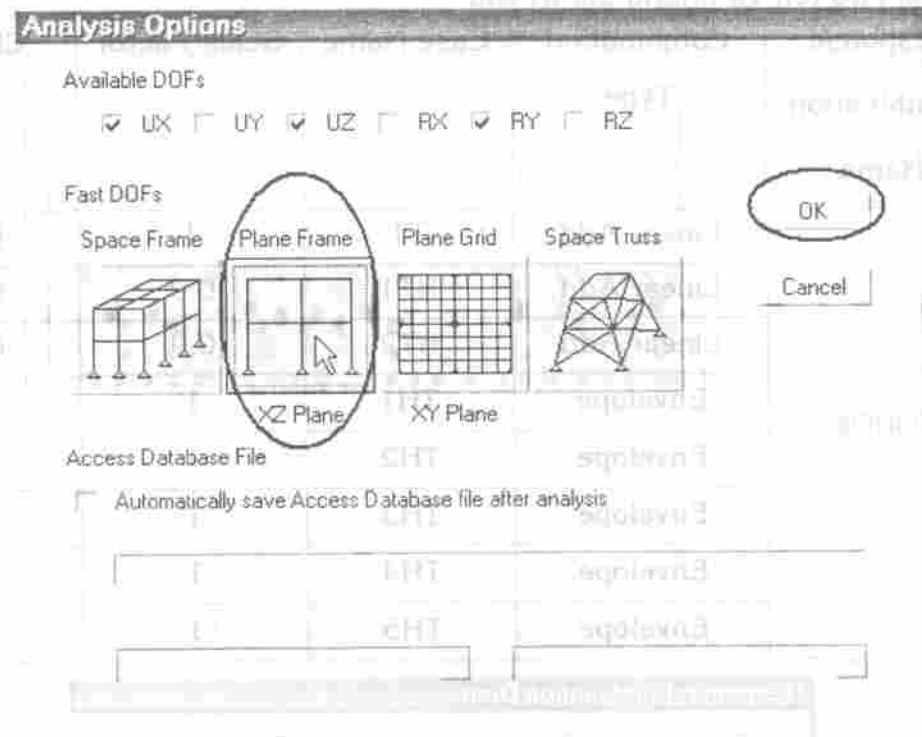 Analysis Options
Available DOFs
UX UY UZ RX RY RZ
Fast DOFs
Space Frame Plane Frame Plane Grid Space Truss
OK
Cancel
XZ Plane XY Plane
Access Database File
Automatically save Access Database file after analysis
Envelope TH1 1
Envelope TH2
Envelope TH3 1
Envelope TH4 1
Envelope TH5 1